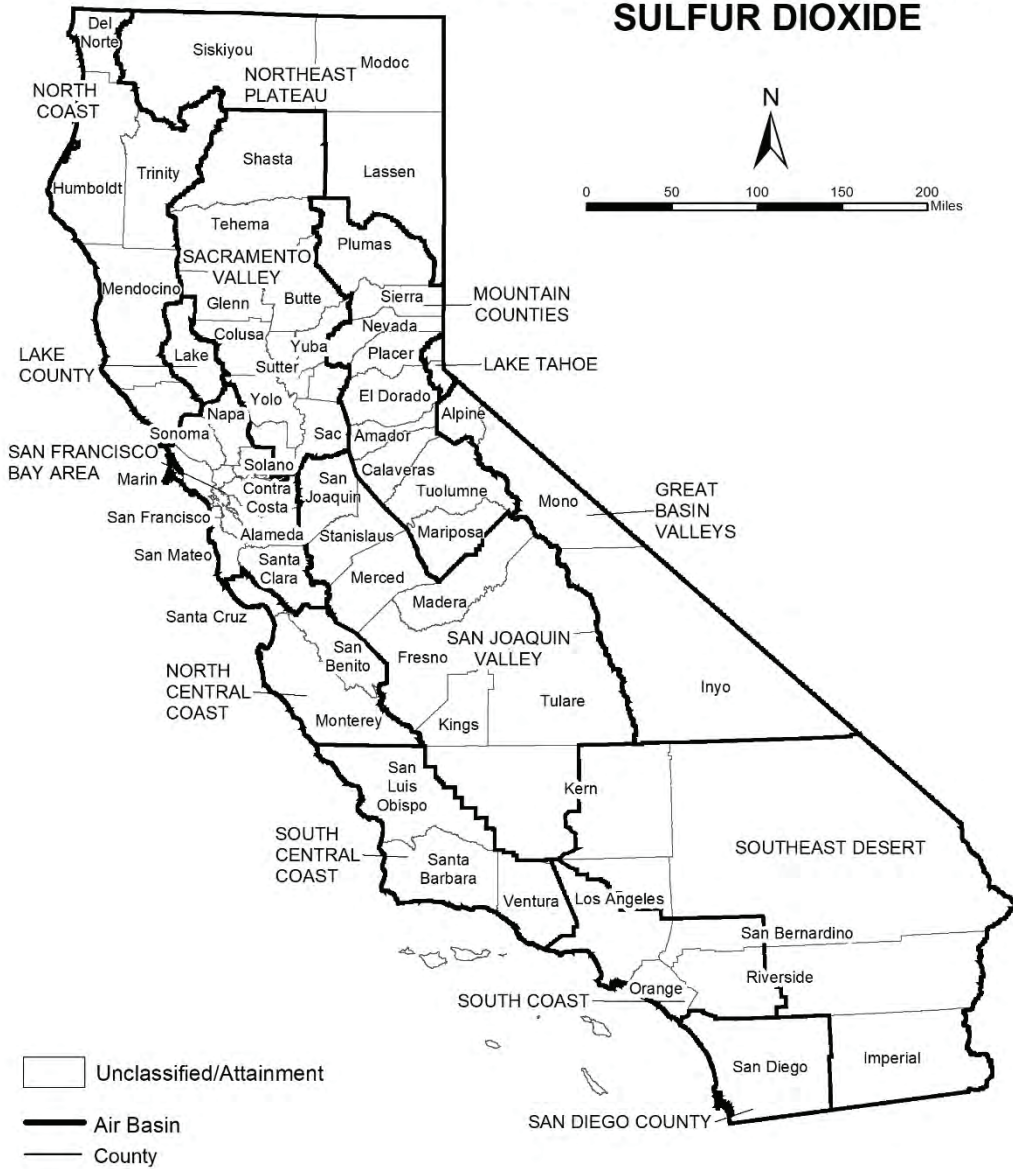 SULFUR DIOXIDE
N
0 50 100 150 200
Miles
Del
Norte
Siskiyou
Modoc
NORTHEAST
PLATEAU
NORTH
COAST
Shasta
Lassen
Trinity
Humboldt
Tehema
Plumas
SACRAMENTO
VALLEY
Mendocino
Glenn
Butte
Sierra
MOUNTAIN
COUNTIES
Nevada
Colusa
Yuba
Placer
LAKE
COUNTY
Lake
Sutter
LAKE TAHOE
Yolo
El Dorado
Napa
Alpine
Sonoma
Sac
Amador
SAN FRANCISCO
BAY AREA
Solano
Calaveras
Marin
Contra
Costa
San
Joaquin
Tuolumne
Mono
GREAT
BASIN
VALLEYS
San Francisco
Alameda
Stanislaus
Mariposa
San Mateo
Santa
Clara
Merced
Madera
Santa Cruz
San
Benito
Fresno
SAN JOAQUIN
VALLEY
NORTH
CENTRAL
COAST
Inyo
Tulare
Monterey
Kings
San
Luis
Obispo
Kern
SOUTH
CENTRAL
COAST
Santa
Barbara
SOUTHEAST DESERT
Ventura
Los Angeles
San Bernardino
Riverside
Orange
SOUTH COAST
San Diego
Imperial
SAN DIEGO COUNTY
Unclassified/Attainment
Air Basin
County